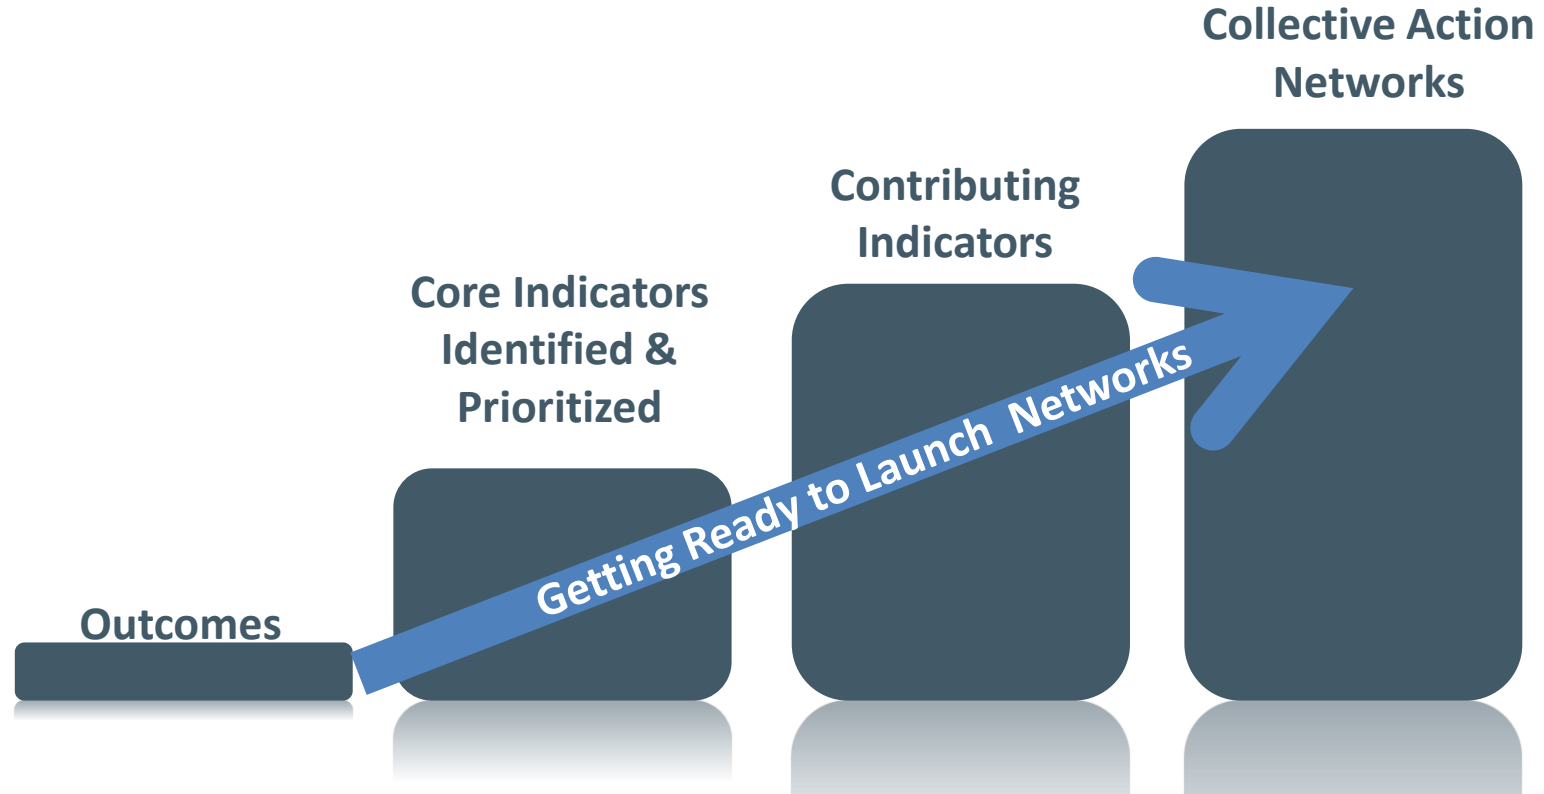 Collective Action
Networks
Contributing
Indicators
Core Indicators
Identified &
Prioritized
Outcomes
Getting Ready to Launch  Networks